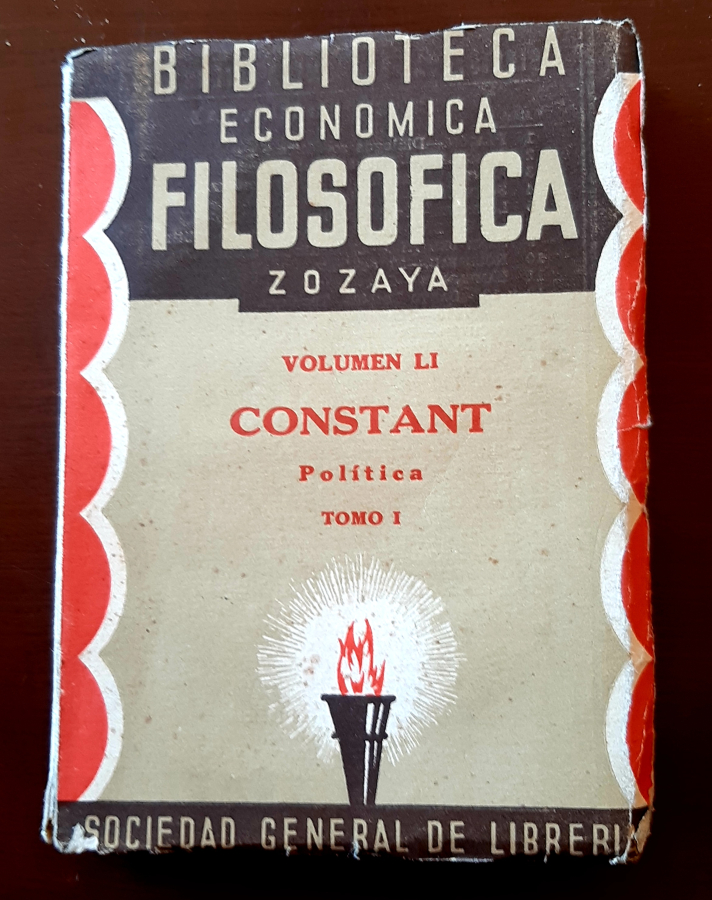 BIBLIOTECA
ECONOMICA
FILOSOFICA
ZOZAYA
VOLUMEN LI
CONSTANT
Política
TOMO I
SOCIEDAD GENERAL DE LIBRERIA